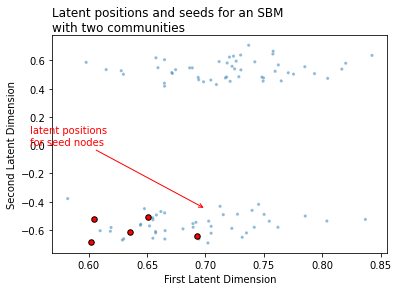 Latent positions and seeds for an SBM
with two communities
Second Latent Dimension
0.6
0.4
0.2
0.0
−0.2
−0.4
−0.6
latent positions
for seed nodes
0.60
0.65
0.70
0.75
0.80
0.85
First Latent Dimension